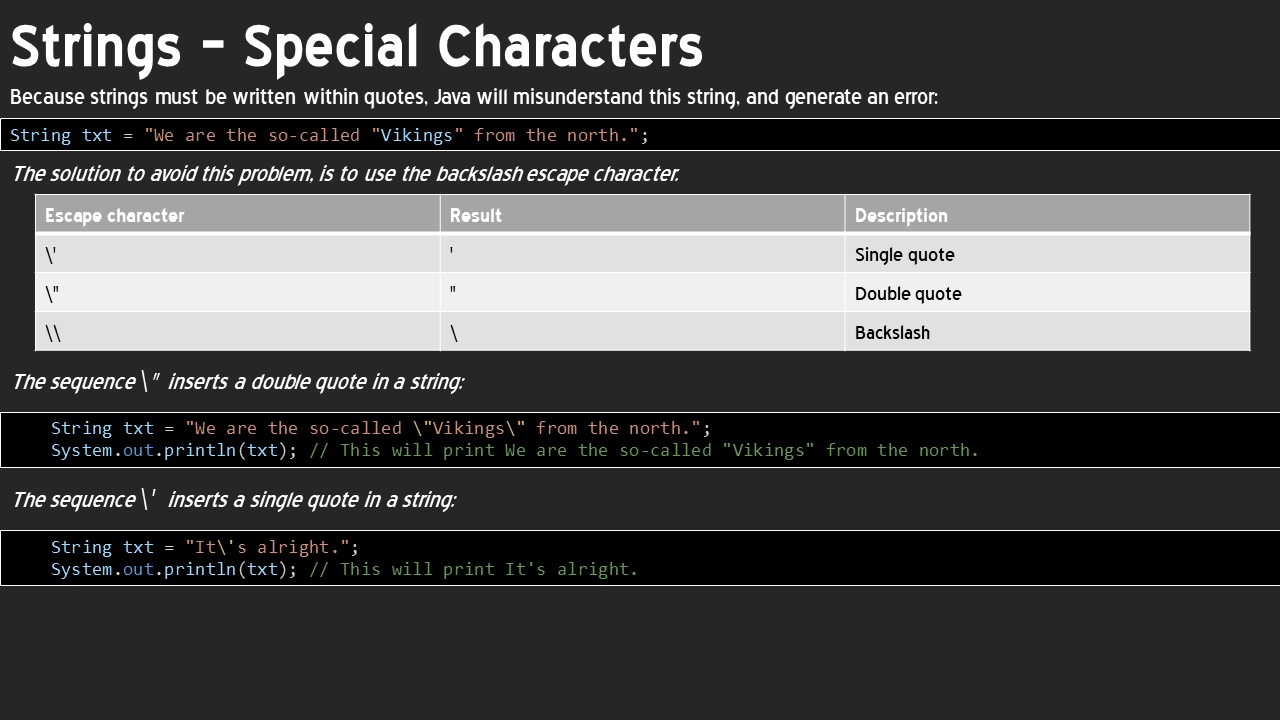 Strings - Special Characters
Because strings must be written within quotes, Java will misunderstand this string, and generate an error:
String txt = "We are the so-called "Vikings" from the north.";
The solution to avoid this problem, is to use the backslash escape character.
Escape character Result Description
\' ' Single quote
\" " Double quote
\\ \ Backslash
The sequence \" inserts a double quote in a string:
String txt = "We are the so-called \"Vikings\" from the north.";
System.out.println(txt); // This will print We are the so-called "Vikings" from the north.
The sequence \' inserts a single quote in a string:
String txt = "It\'s alright.";
System.out.println(txt); // This will print It's alright.